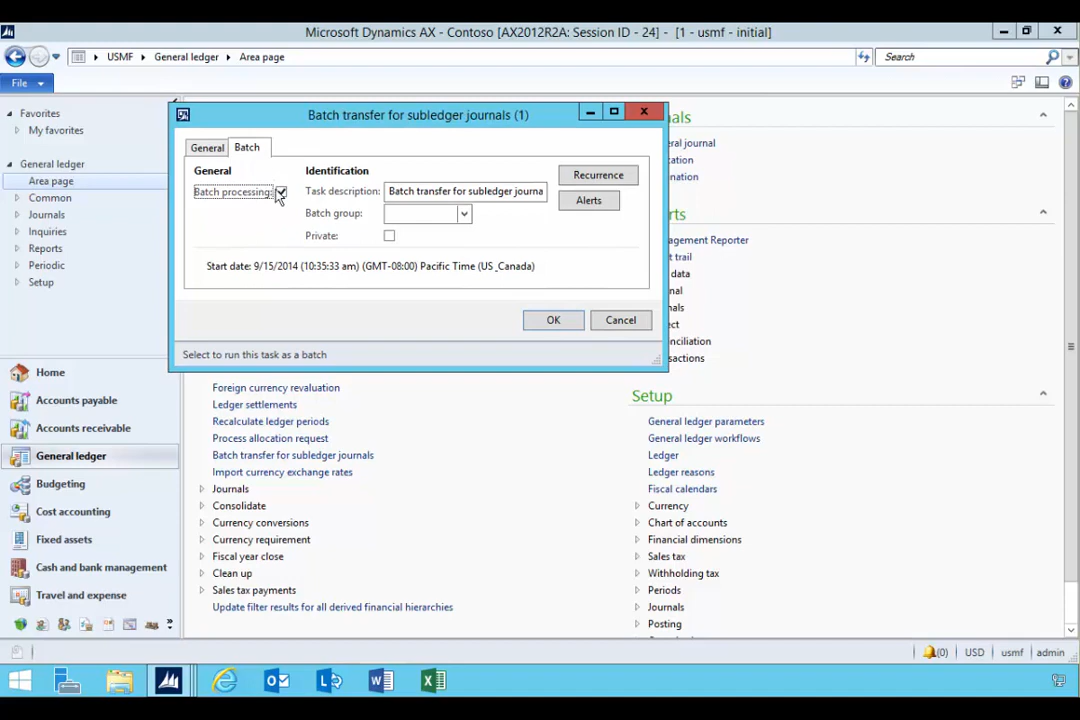 Microsoft Dynamics AX - Contoso [AX2012R2A: Session ID - 24] - [1 - usmf - initial]
USMF General ledger Area page
Search
File
Favorites
My favorites
General ledger
Area page
Common
Journals
Inquiries
Reports
Periodic
Setup
Home
Accounts payable
Accounts receivable
General ledger
Budgeting
Cost accounting
Fixed assets
Cash and bank management
Travel and expense
Batch transfer for subledger journals (1)
General Batch
General
Batch processing:
Identification
Task description: Batch transfer for subledger journa
Batch group:
Private:
Recurrence
Alerts
Start date: 9/15/2014 (10:35:33 am) (GMT-08:00) Pacific Time (US _Canada)
OK Cancel
Select to run this task as a batch
Foreign currency revaluation
Ledger settlements
Recalculate ledger periods
Process allocation request
Batch transfer for subledger journals
Import currency exchange rates
Journals
Consolidate
Currency conversions
Currency requirement
Fiscal year close
Clean up
Sales tax payments
Update filter results for all derived financial hierarchies
als
ral journal
cation
nation
rts
agement Reporter
t trail
data
nal
nals
ect
nciliation
sactions
Setup
General ledger parameters
General ledger workflows
Ledger
Ledger reasons
Fiscal calendars
Currency
Chart of accounts
Financial dimensions
Sales tax
Withholding tax
Periods
Journals
Posting
(0) USD usmf admin